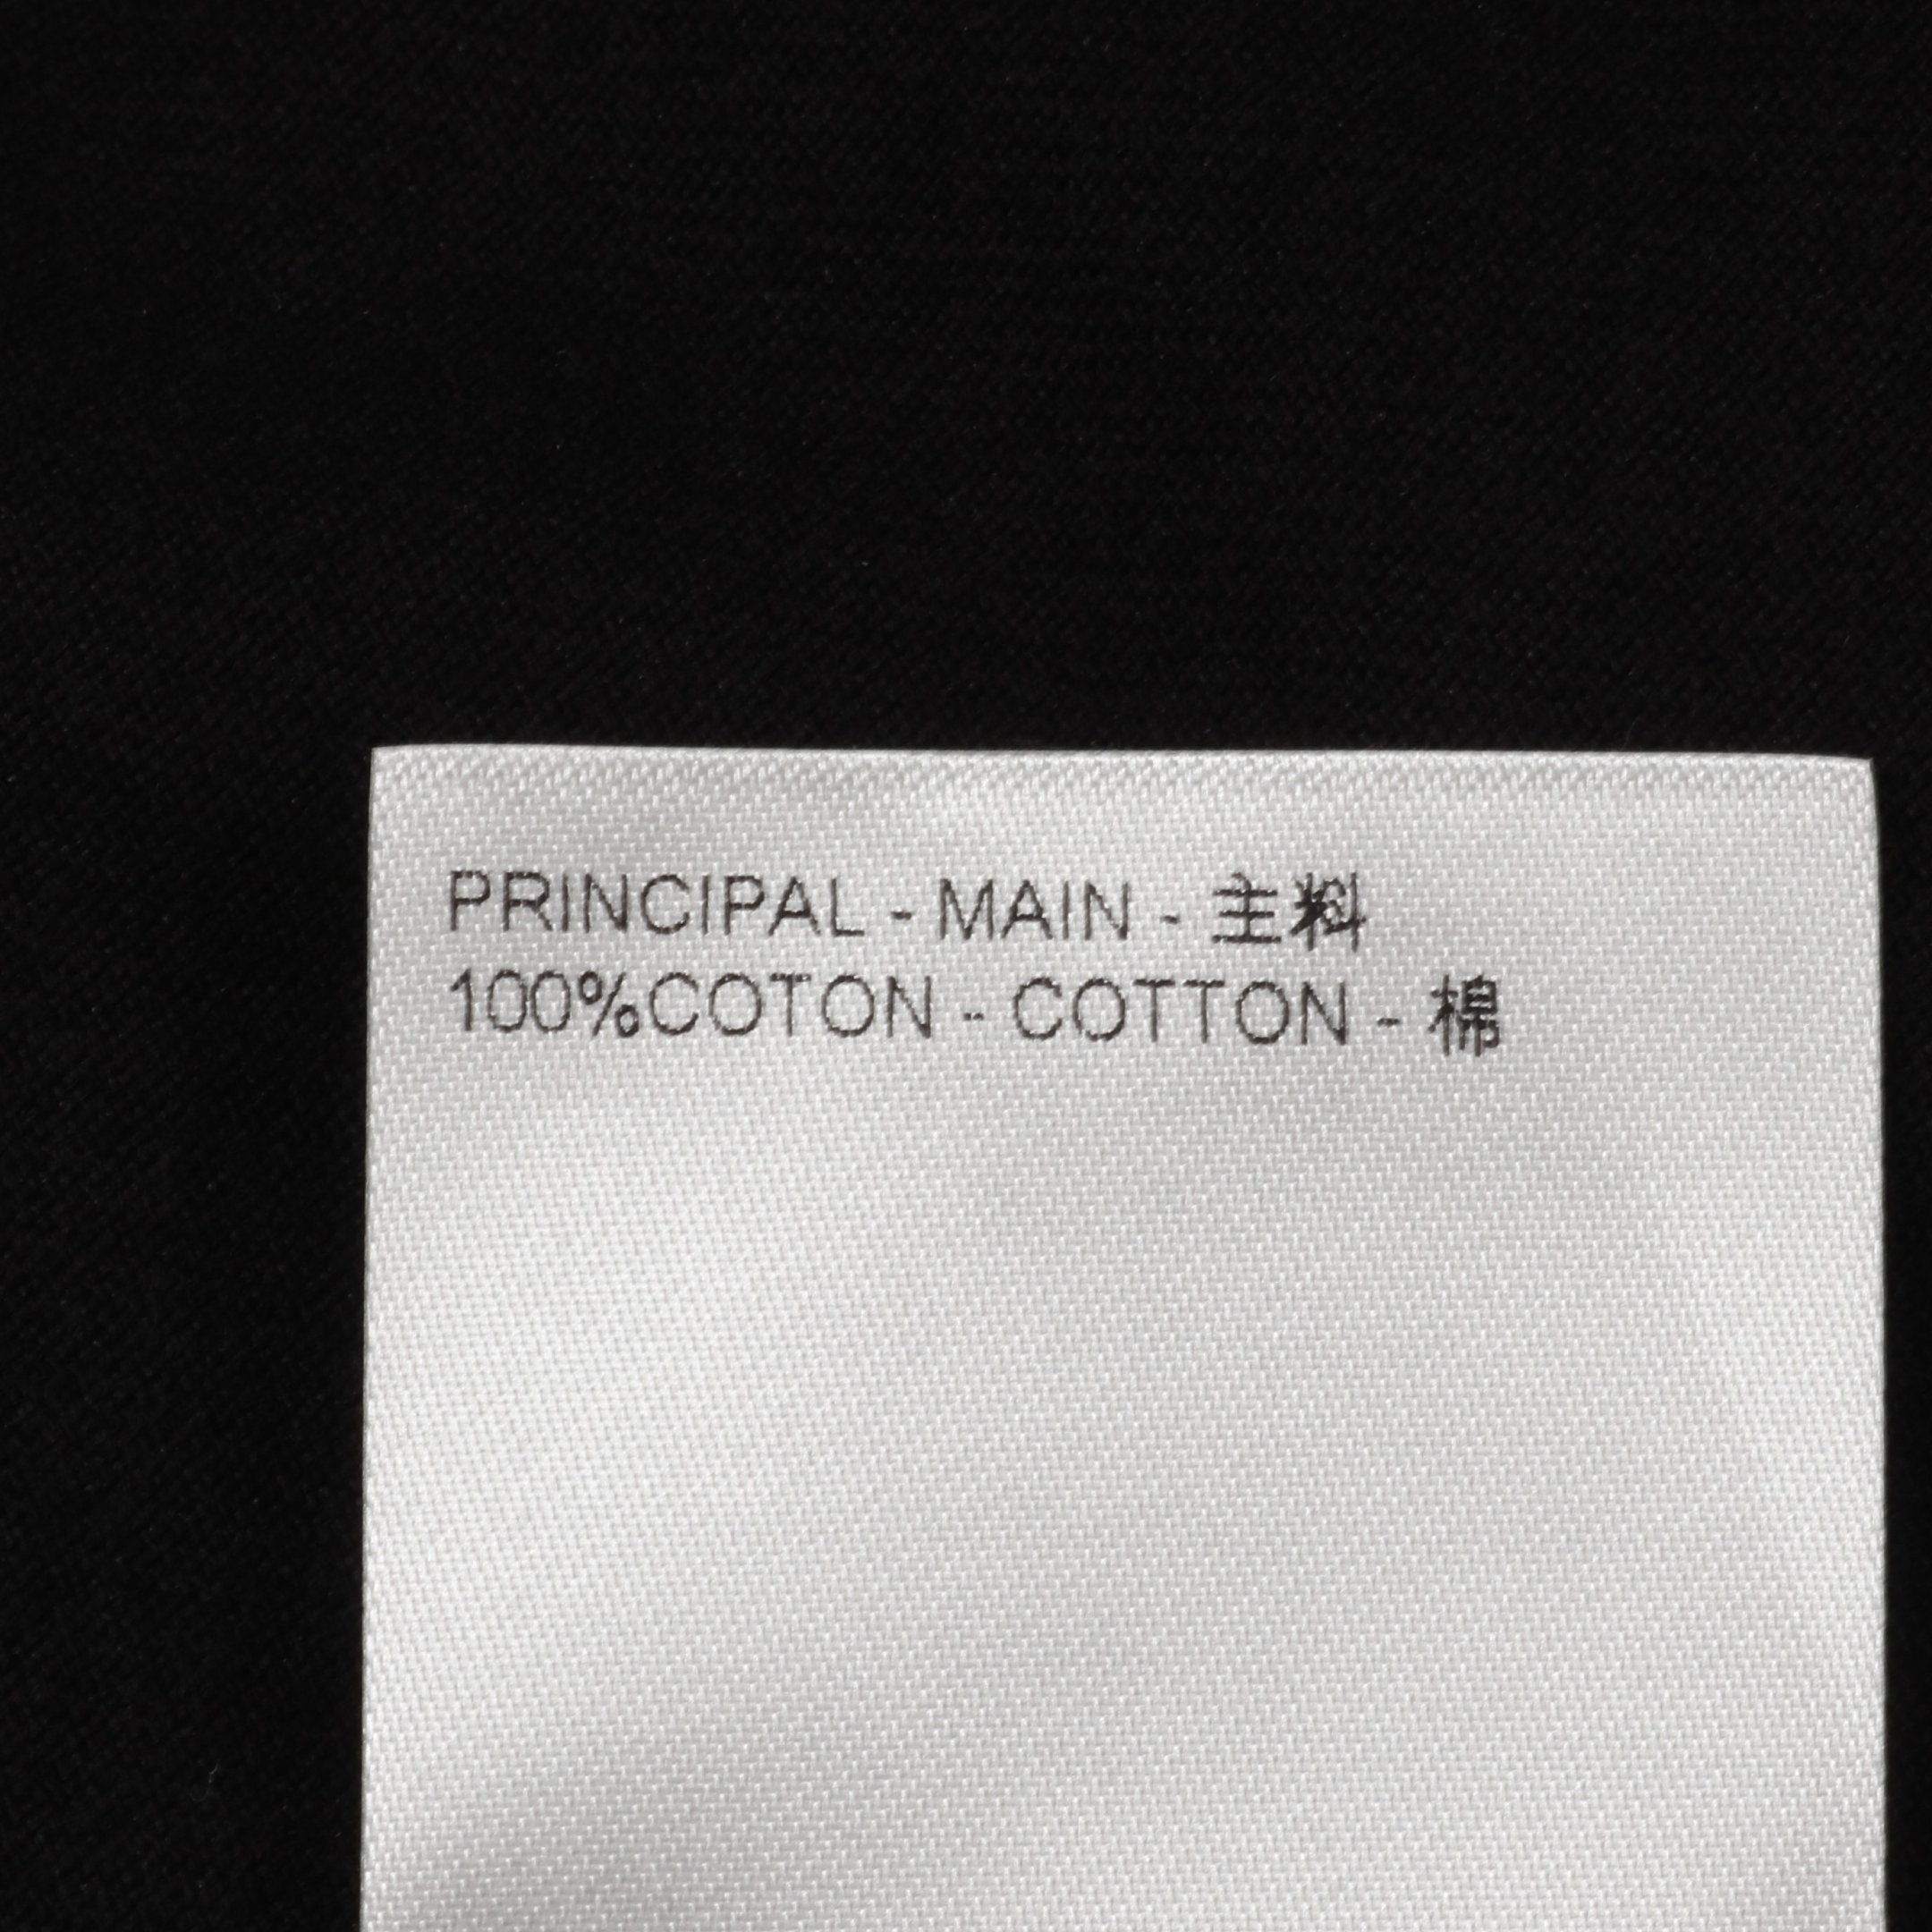 PRINCIPAL - MAIN - 主料
100%COTON - COTTON - 棉